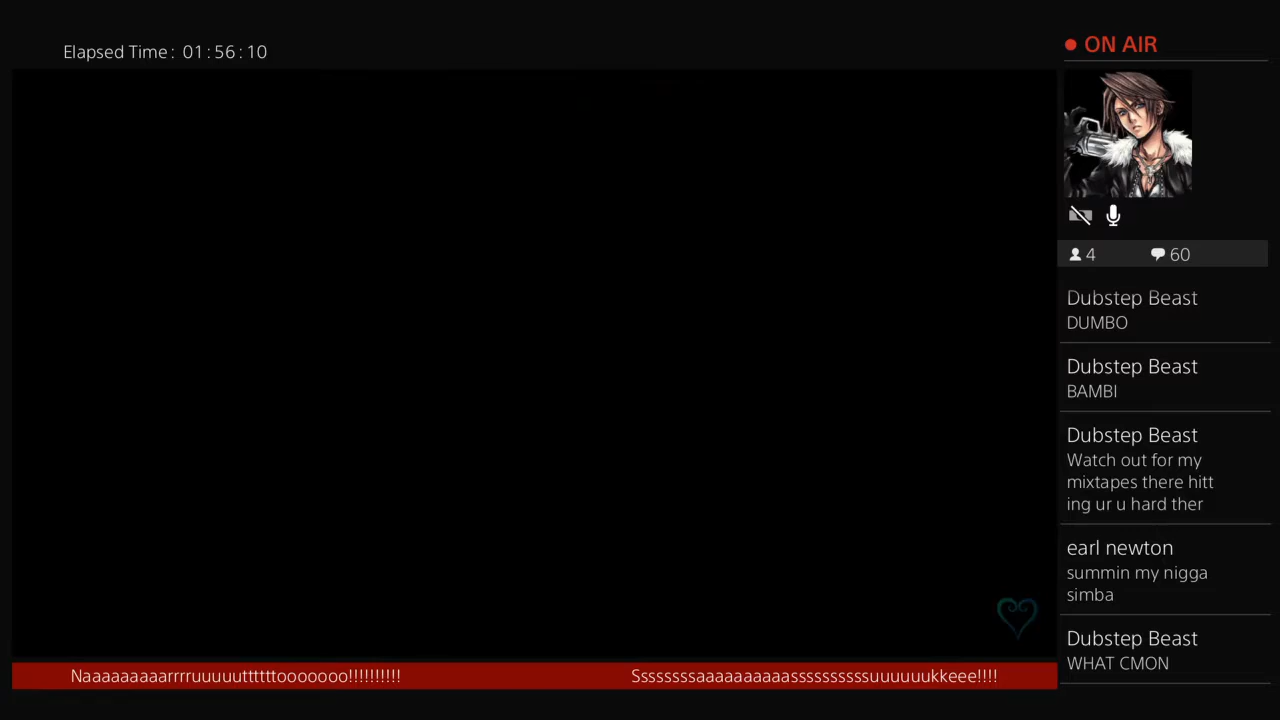 Elapsed Time: 01:56:10
ON AIR
4 60
Dubstep Beast
DUMBO
Dubstep Beast
BAMBI
Dubstep Beast
Watch out for my
mixtapes there hitt
ing ur u hard ther
earl newton
summin my nigga
simba
Dubstep Beast
WHAT CMON
Naaaaaaaaarrrruuuuuttttttooooooo!!!!!!!!!! Ssssssssaaaaaaaaaassssssssssuuuuuukkeee!!!!